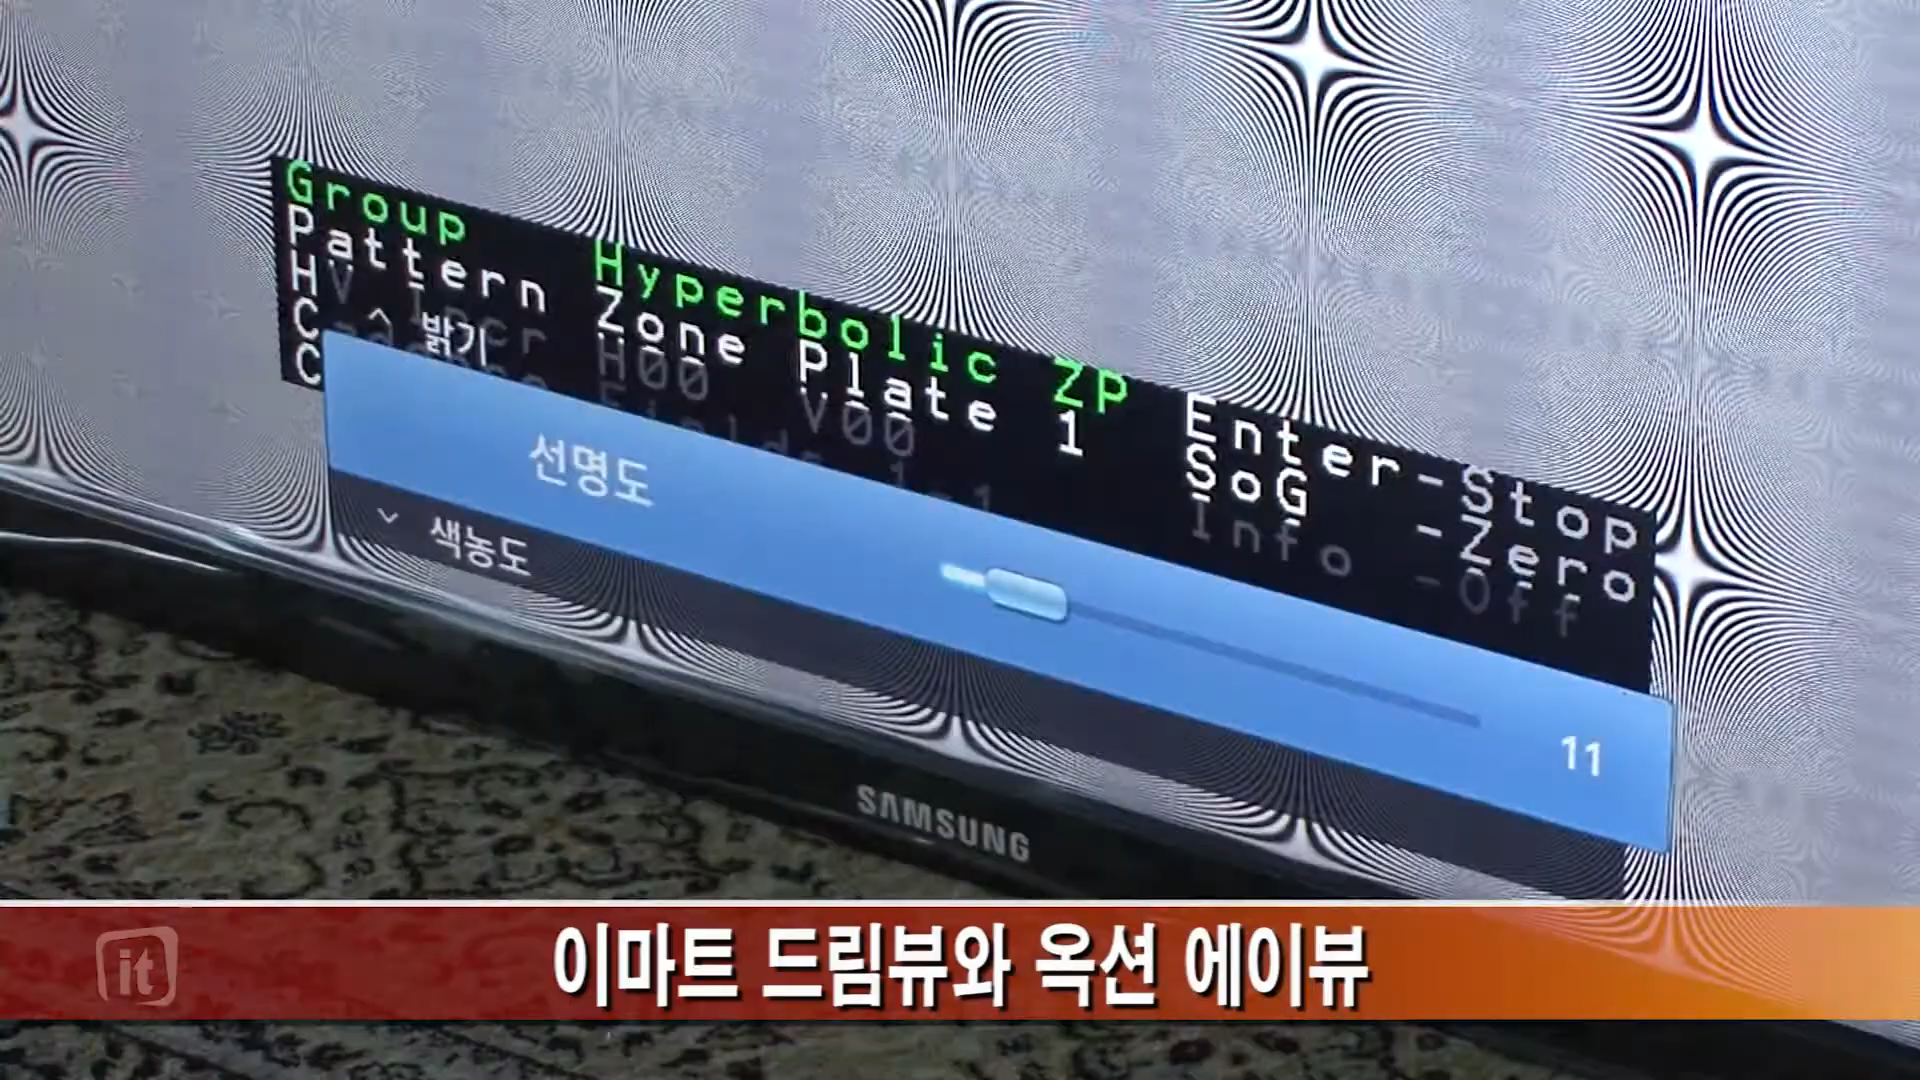 Group Hyperbolic ZP Enter-Stop
Pattern Zone Plate 1 SoG -Zero
H00 V00 Info -Off
밝기
선명도
11
색농도
SAMSUNG
it
이마트 드림뷰와 옥션 에이뷰